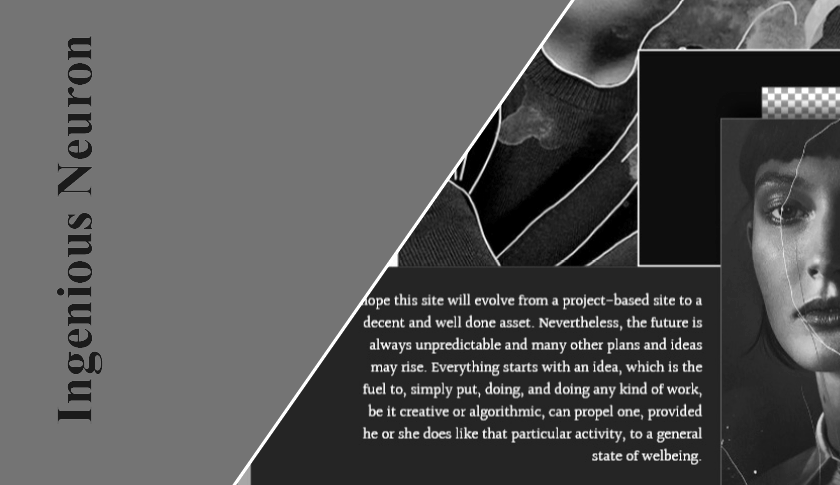 Ingenious Neuron
ope this site will evolve from a project-based site to a
decent and well done asset. Nevertheless, the future is
always unpredictable and many other plans and ideas
may rise. Everything starts with an idea, which is the
fuel to, simply put, doing, and doing any kind of work,
be it creative or algorithmic, can propel one, provided
he or she does like that particular activity, to a general
state of welbeing.